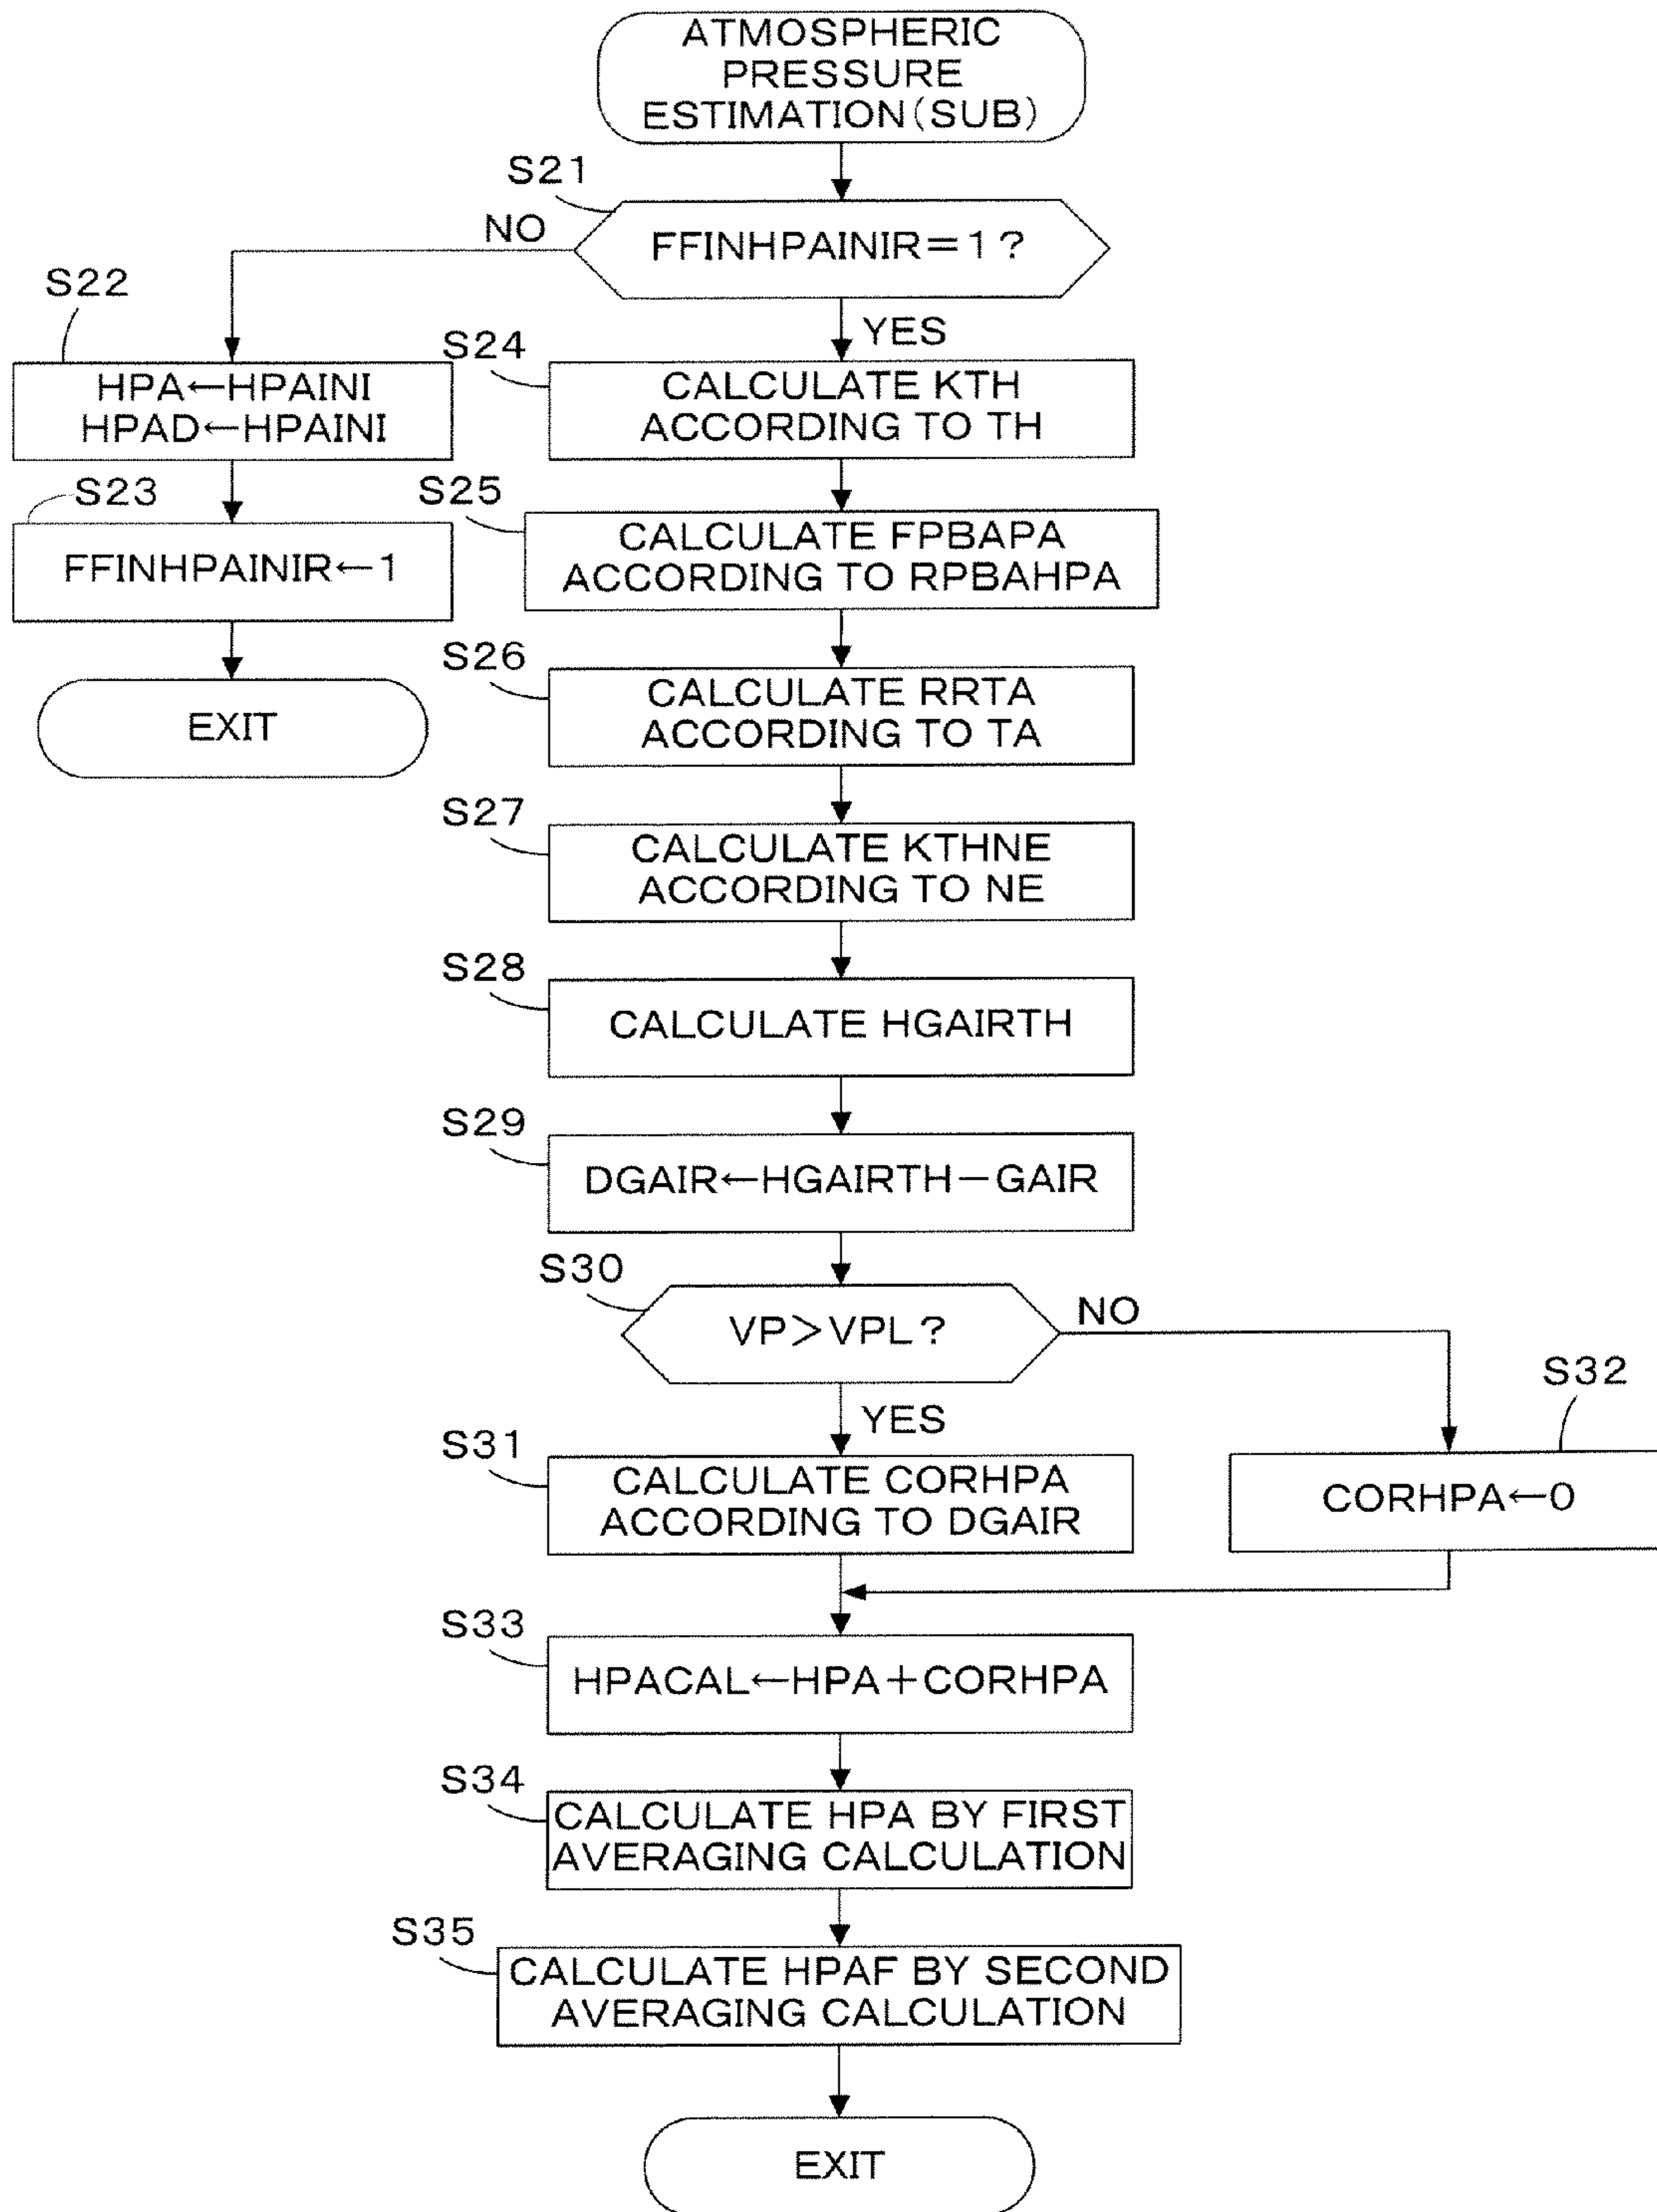 ATMOSPHERIC
PRESSURE
ESTIMATION(SUB)
S21
FFINHPAINIR=1?
NO
YES
S22
HPA←HPAINI
HPAD←HPAINI
S23
FFINHPAINIR←1
EXIT
S24
CALCULATE KTH
ACCORDING TO TH
S25
CALCULATE FPBAPA
ACCORDING TO RPBAHPA
S26
CALCULATE RRTA
ACCORDING TO TA
S27
CALCULATE KTHNE
ACCORDING TO NE
S28
CALCULATE HGAIRTH
S29
DGAIR←HGAIRTH−GAIR
S30
VP>VPL?
NO
YES
S31
CALCULATE CORHPA
ACCORDING TO DGAIR
S32
CORHPA←0
S33
HPACAL←HPA+CORHPA
S34
CALCULATE HPA BY FIRST
AVERAGING CALCULATION
S35
CALCULATE HPAF BY SECOND
AVERAGING CALCULATION
EXIT